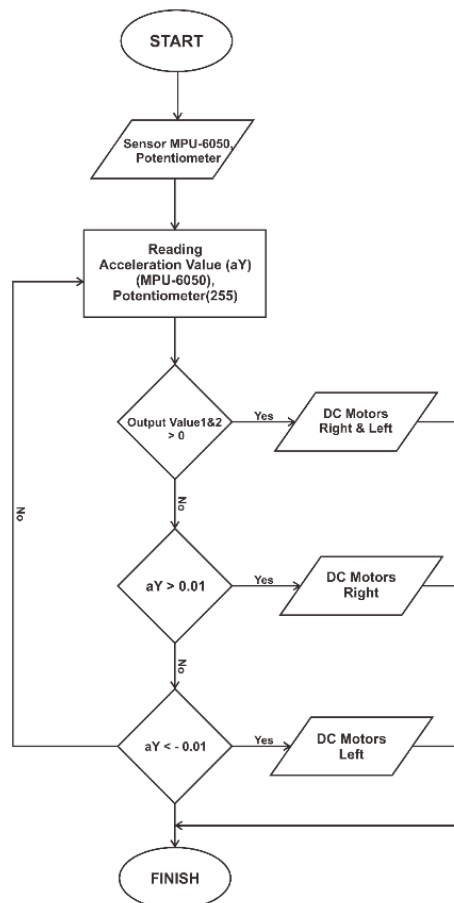 START
Sensor MPU-6050,
Potentiometer
Reading
Acceleration Value (aY)
(MPU-6050),
Potentiometer(255)
Output Value1&2
> 0
Yes
DC Motors
Right & Left
No
aY > 0.01
Yes
DC Motors
Right
No
No
aY < - 0.01
Yes
DC Motors
Left
FINISH